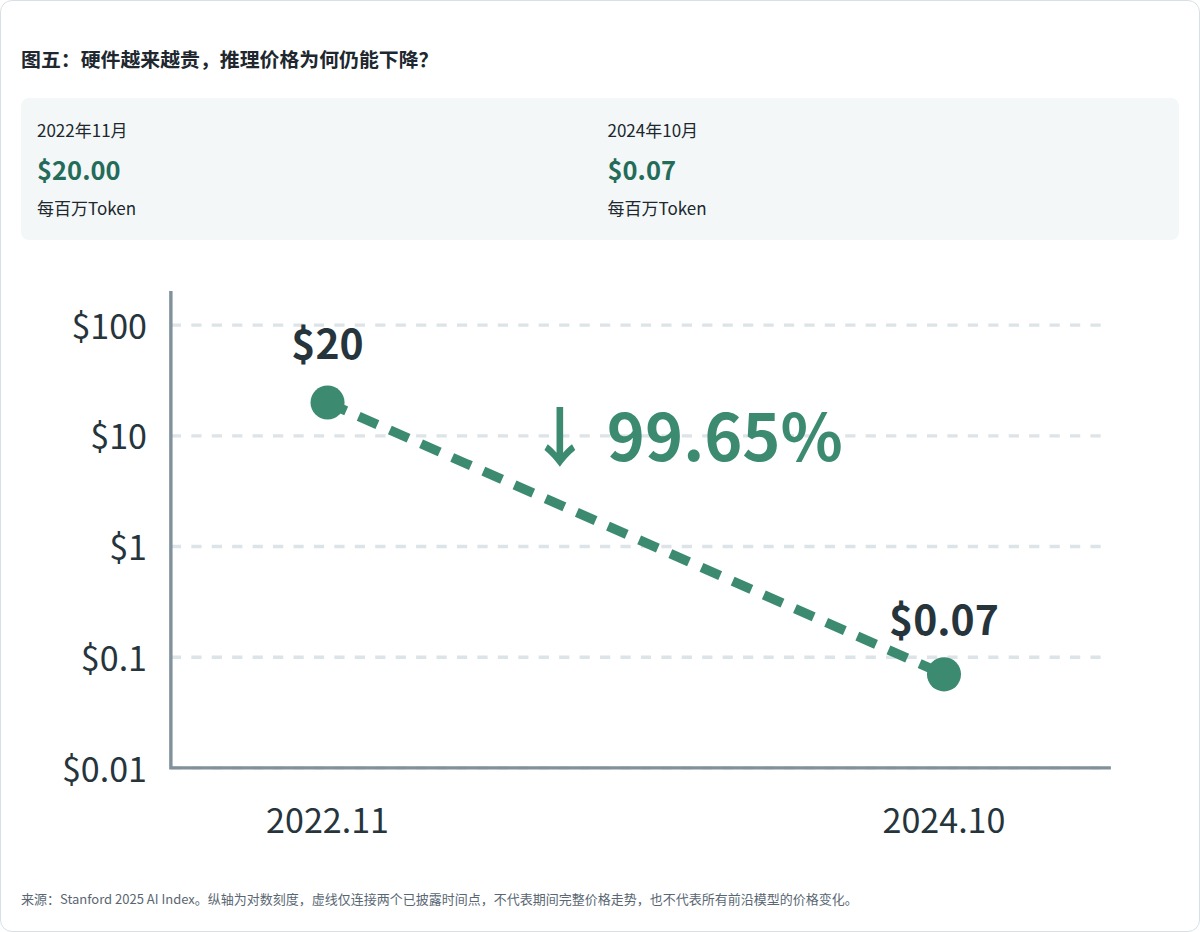 图五：硬件越来越贵，推理价格为何仍能下降？
2022年11月
$20.00
每百万Token
2024年10月
$0.07
每百万Token
$100
$10
$1
$0.1
$0.01
$20
↓ 99.65%
$0.07
2022.11
2024.10
来源：Stanford 2025 AI Index。纵轴为对数刻度，虚线仅连接两个已披露时间点，不代表期间完整价格走势，也不代表所有前沿模型的价格变化。